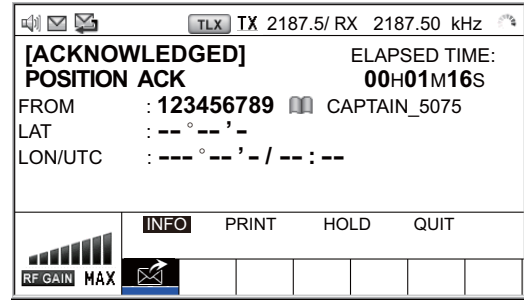 TLX TX 2187.5/ RX 2187.50 kHz
[ACKNOWLEDGED] ELAPSED TIME:
POSITION ACK 00H01M16S
FROM : 123456789 CAPTAIN_5075
LAT : --°--'-
LON/UTC : ---°--'-/--:--
INFO PRINT HOLD QUIT
RF GAIN MAX